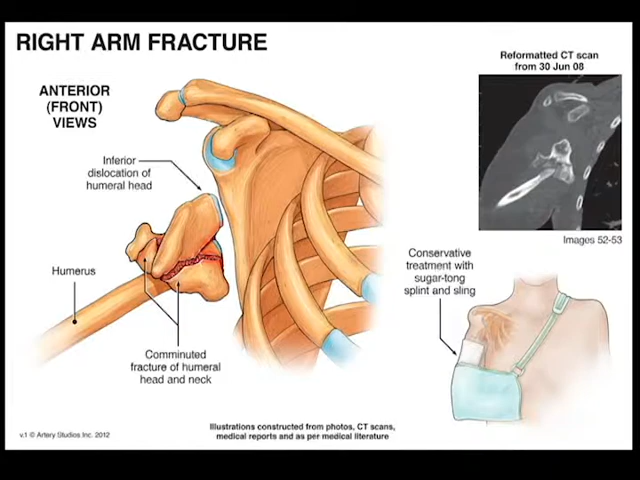 RIGHT ARM FRACTURE
ANTERIOR
(FRONT)
VIEWS
Inferior
dislocation of
humeral head
Humerus
Comminuted
fracture of humeral
head and neck
Reformatted CT scan
from 30 Jun 08
Images 52-53
Conservative
treatment with
sugar-tong
splint and sling
Illustrations constructed from photos, CT scans,
medical reports and as per medical literature
v.1 © Artery Studios Inc. 2012